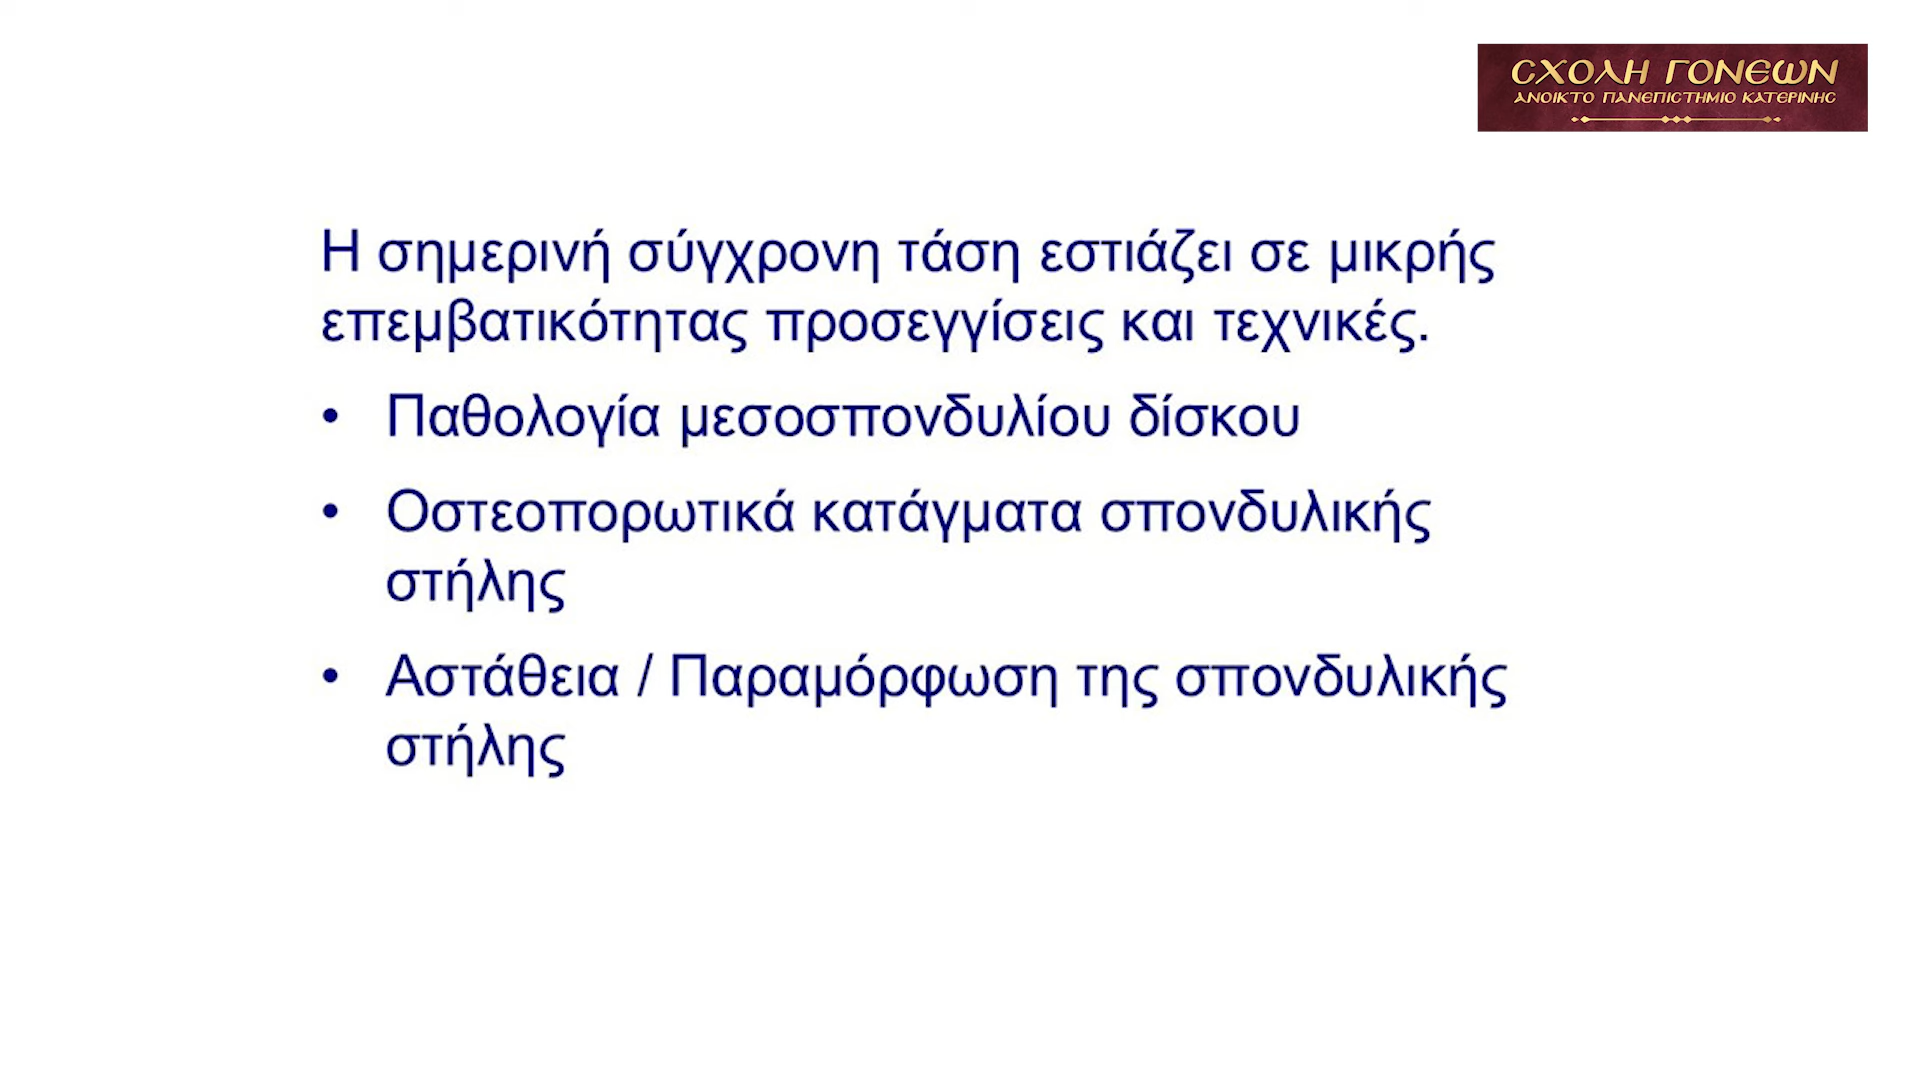 ΣΧΟΛΗ ΓΟΝΕΩΝ
ΑΝΟΙΚΤΟ ΠΑΝΕΠΙΣΤΗΜΙΟ ΚΑΤΕΡΙΝΗΣ
Η σημερινή σύγχρονη τάση εστιάζει σε μικρής
επεμβατικότητας προσεγγίσεις και τεχνικές.
• Παθολογία μεσοσπονδυλίου δίσκου
• Οστεοπορωτικά κατάγματα σπονδυλικής
στήλης
• Αστάθεια / Παραμόρφωση της σπονδυλικής
στήλης